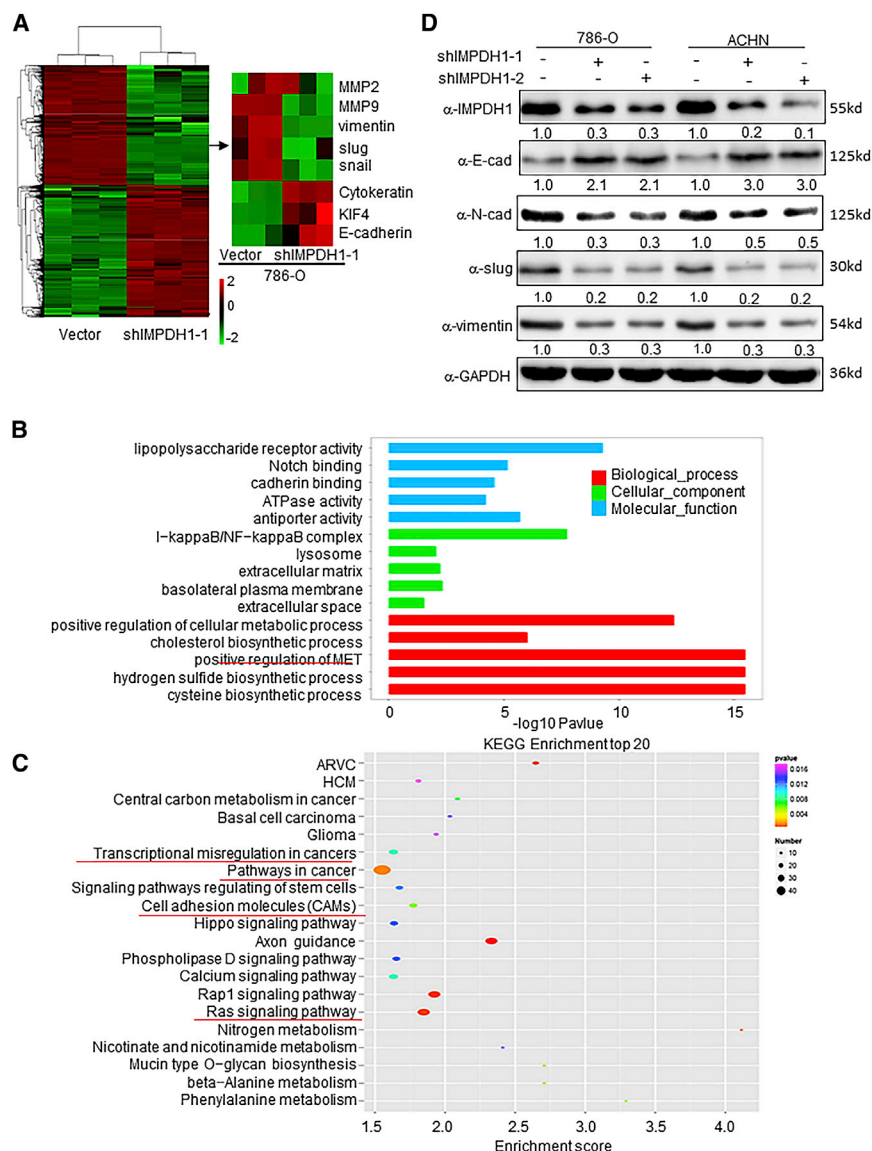 A
MMP2
MMP9
vimentin
slug
snail
Cytokeratin
KIF4
E-cadherin
Vector shIMPDH1-1
786-O
2
0
-2
Vector shIMPDH1-1
D
786-O ACHN
shIMPDH1-1 - + - - + -
shIMPDH1-2 - - + - - +
α-IMPDH1 55kd
1.0 0.3 0.3 1.0 0.2 0.1
α-E-cad 125kd
1.0 2.1 2.1 1.0 3.0 3.0
α-N-cad 125kd
1.0 0.3 0.3 1.0 0.5 0.5
α-slug 30kd
1.0 0.2 0.2 1.0 0.2 0.2
α-vimentin 54kd
1.0 0.3 0.3 1.0 0.3 0.3
α-GAPDH 36kd
B
lipopolysaccharide receptor activity
Notch binding
cadherin binding
ATPase activity
antiporter activity
I-kappaB/NF-kappaB complex
lysosome
extracellular matrix
basolateral plasma membrane
extracellular space
positive regulation of cellular metabolic process
cholesterol biosynthetic process
positive regulation of MET
hydrogen sulfide biosynthetic process
cysteine biosynthetic process
Biological_process
Cellular_component
Molecular_function
0 5 10 15
-log10 Pavlue
C
KEGG Enrichment top 20
ARVC
HCM
Central carbon metabolism in cancer
Basal cell carcinoma
Glioma
Transcriptional misregulation in cancers
Pathways in cancer
Signaling pathways regulating of stem cells
Cell adhesion molecules (CAMs)
Hippo signaling pathway
Axon guidance
Phospholipase D signaling pathway
Calcium signaling pathway
Rap1 signaling pathway
Ras signaling pathway
Nitrogen metabolism
Nicotinate and nicotinamide metabolism
Mucin type O-glycan biosynthesis
beta-Alanine metabolism
Phenylalanine metabolism
1.5 2.0 2.5 3.0 3.5 4.0
Enrichment score
pvalue
0.016
0.012
0.008
0.004
Number
10
20
30
40